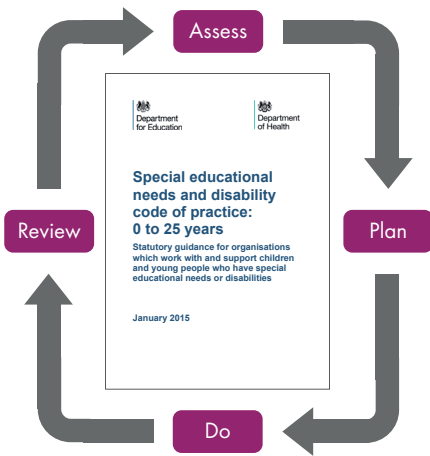 Assess
Department
for Education
Department
of Health
Special educational
needs and disability
code of practice:
0 to 25 years
Statutory guidance for organisations
which work with and support children
and young people who have special
educational needs or disabilities
January 2015
Review
Plan
Do